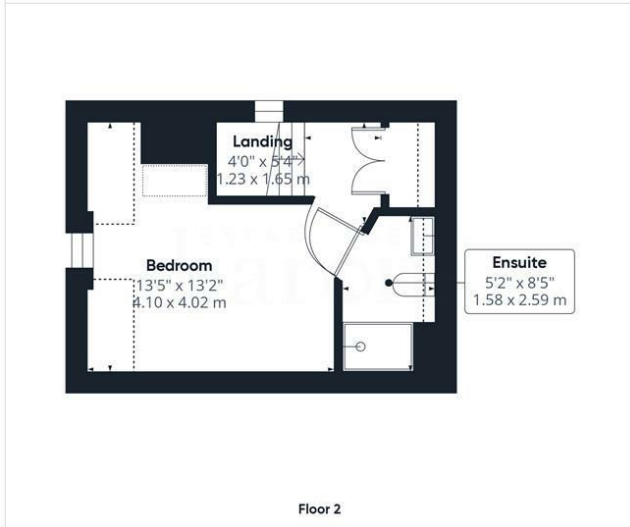 Landing
4'0" x 5'4"
1.23 x 1.65 m
Bedroom
13'5" x 13'2"
4.10 x 4.02 m
Ensuite
5'2" x 8'5"
1.58 x 2.59 m
Floor 2